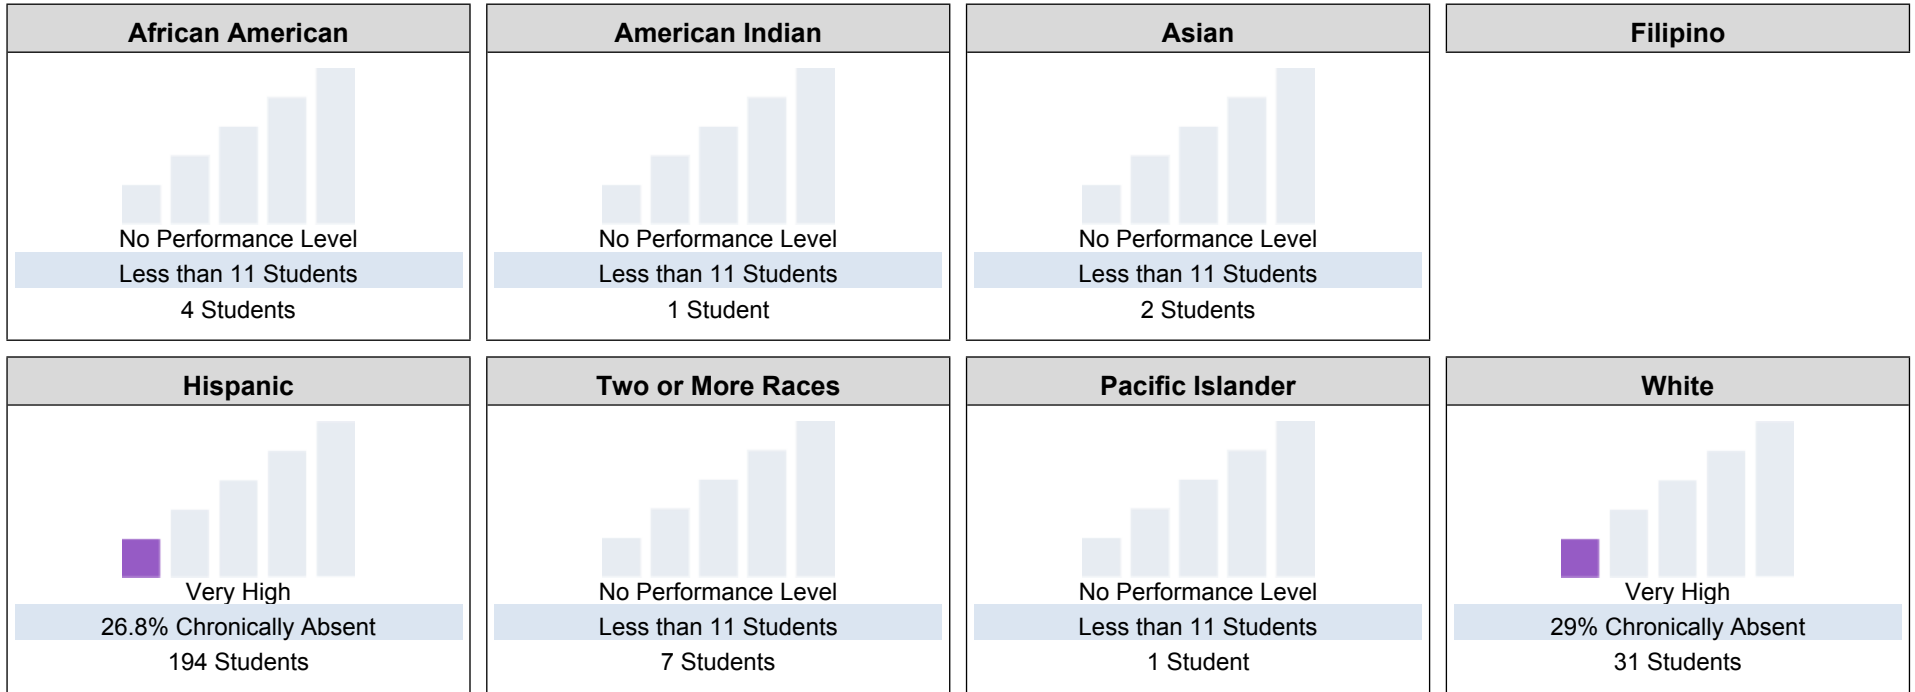 African American
No Performance Level
Less than 11 Students
4 Students
American Indian
No Performance Level
Less than 11 Students
1 Student
Asian
No Performance Level
Less than 11 Students
2 Students
Filipino
Hispanic
Very High
26.8% Chronically Absent
194 Students
Two or More Races
No Performance Level
Less than 11 Students
7 Students
Pacific Islander
No Performance Level
Less than 11 Students
1 Student
White
Very High
29% Chronically Absent
31 Students